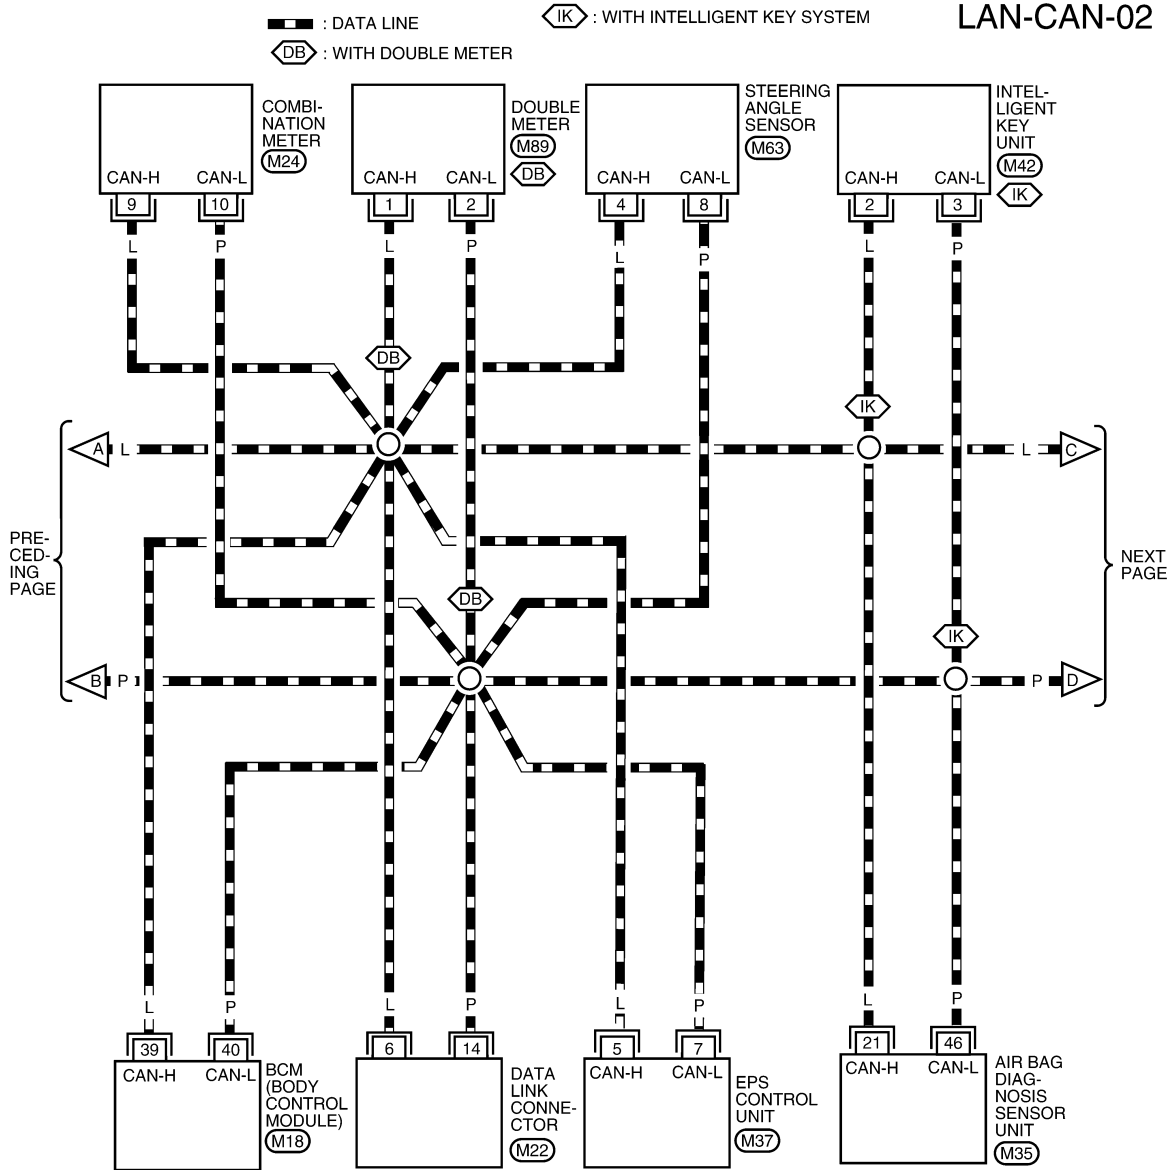 LAN-CAN-02
: DATA LINE
IK : WITH INTELLIGENT KEY SYSTEM
DB : WITH DOUBLE METER
COMBI-
NATION
METER
M24
CAN-H CAN-L
9 10
L P
DOUBLE
METER
M89
DB
CAN-H CAN-L
1 2
L P
STEERING
ANGLE
SENSOR
M63
4 8
L P
INTEL-
LIGENT
KEY
UNIT
M42
IK
CAN-H CAN-L
2 3
L P
DB
IK
A L
L C
PRE-
CED-
ING
PAGE
NEXT
PAGE
DB
IK
B P
P D
L P
39 40
CAN-H CAN-L
BCM
(BODY
CONTROL
MODULE)
M18
L P
6 14
DATA
LINK
CONNE-
CTOR
M22
L P
5 7
CAN-H CAN-L
EPS
CONTROL
UNIT
M37
L P
21 46
CAN-H CAN-L
AIR BAG
DIAG-
NOSIS
SENSOR
UNIT
M35